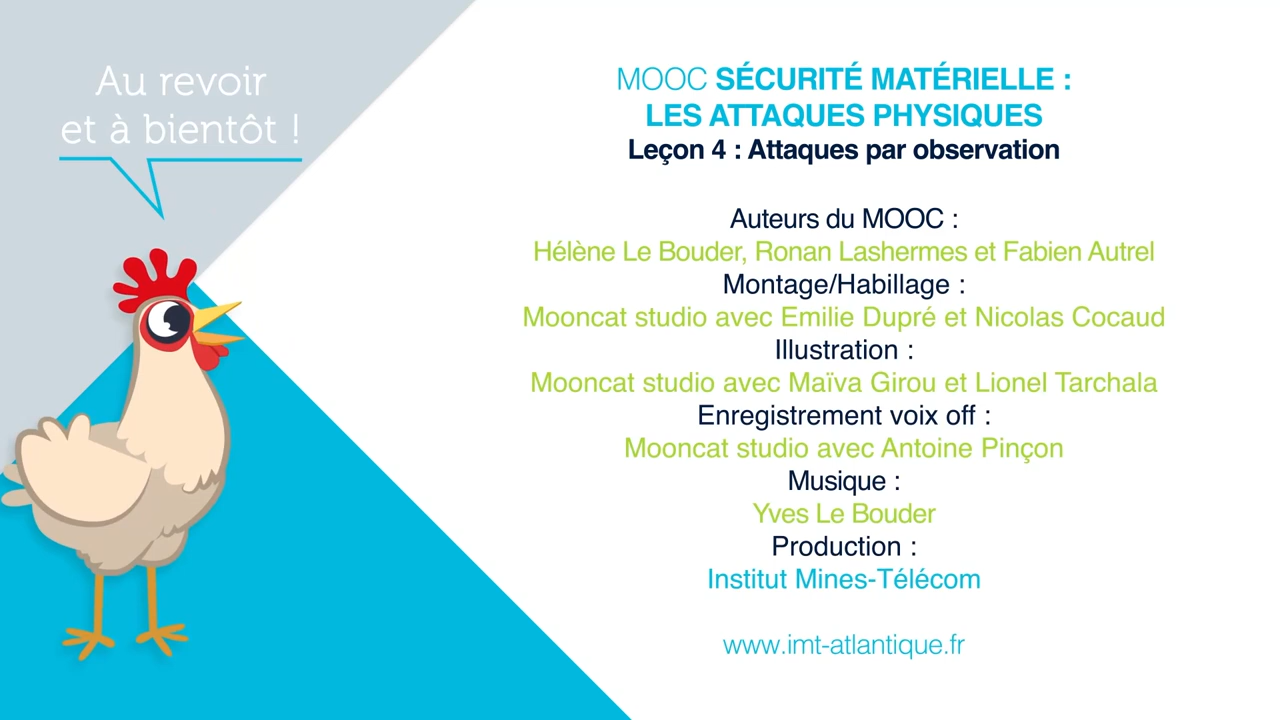 Au revoir
et à bientôt !
MOOC SÉCURITÉ MATÉRIELLE :
LES ATTAQUES PHYSIQUES
Leçon 4 : Attaques par observation
Auteurs du MOOC :
Hélène Le Bouder, Ronan Lashermes et Fabien Autrel
Montage/Habillage :
Mooncat studio avec Emilie Dupré et Nicolas Cocaud
Illustration :
Mooncat studio avec Maïva Girou et Lionel Tarchala
Enregistrement voix off :
Mooncat studio avec Antoine Pinçon
Musique :
Yves Le Bouder
Production :
Institut Mines-Télécom
www.imt-atlantique.fr